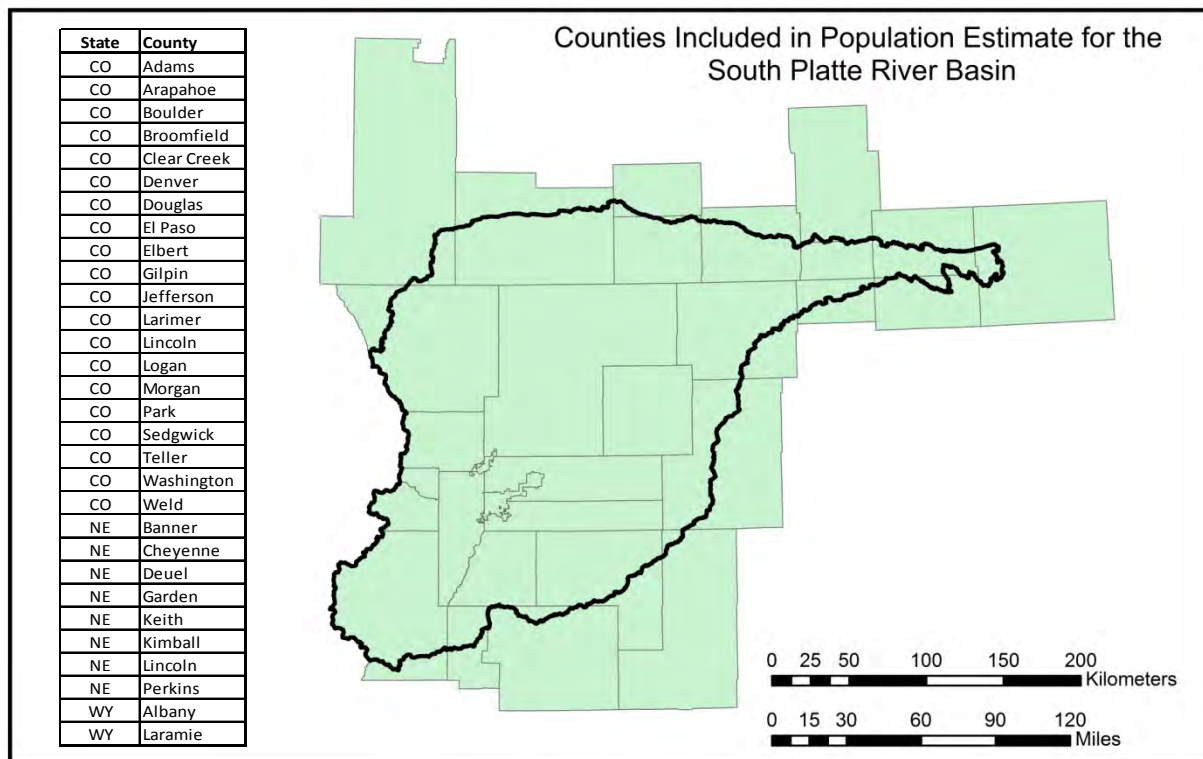 Counties Included in Population Estimate for the
South Platte River Basin
State County
CO Adams
CO Arapahoe
CO Boulder
CO Broomfield
CO Clear Creek
CO Denver
CO Douglas
CO El Paso
CO Elbert
CO Gilpin
CO Jefferson
CO Larimer
CO Lincoln
CO Logan
CO Morgan
CO Park
CO Sedgwick
CO Teller
CO Washington
CO Weld
NE Banner
NE Cheyenne
NE Deuel
NE Garden
NE Keith
NE Kimball
NE Lincoln
NE Perkins
WY Albany
WY Laramie
0 25 50 100 150 200
Kilometers
0 15 30 60 90 120
Miles